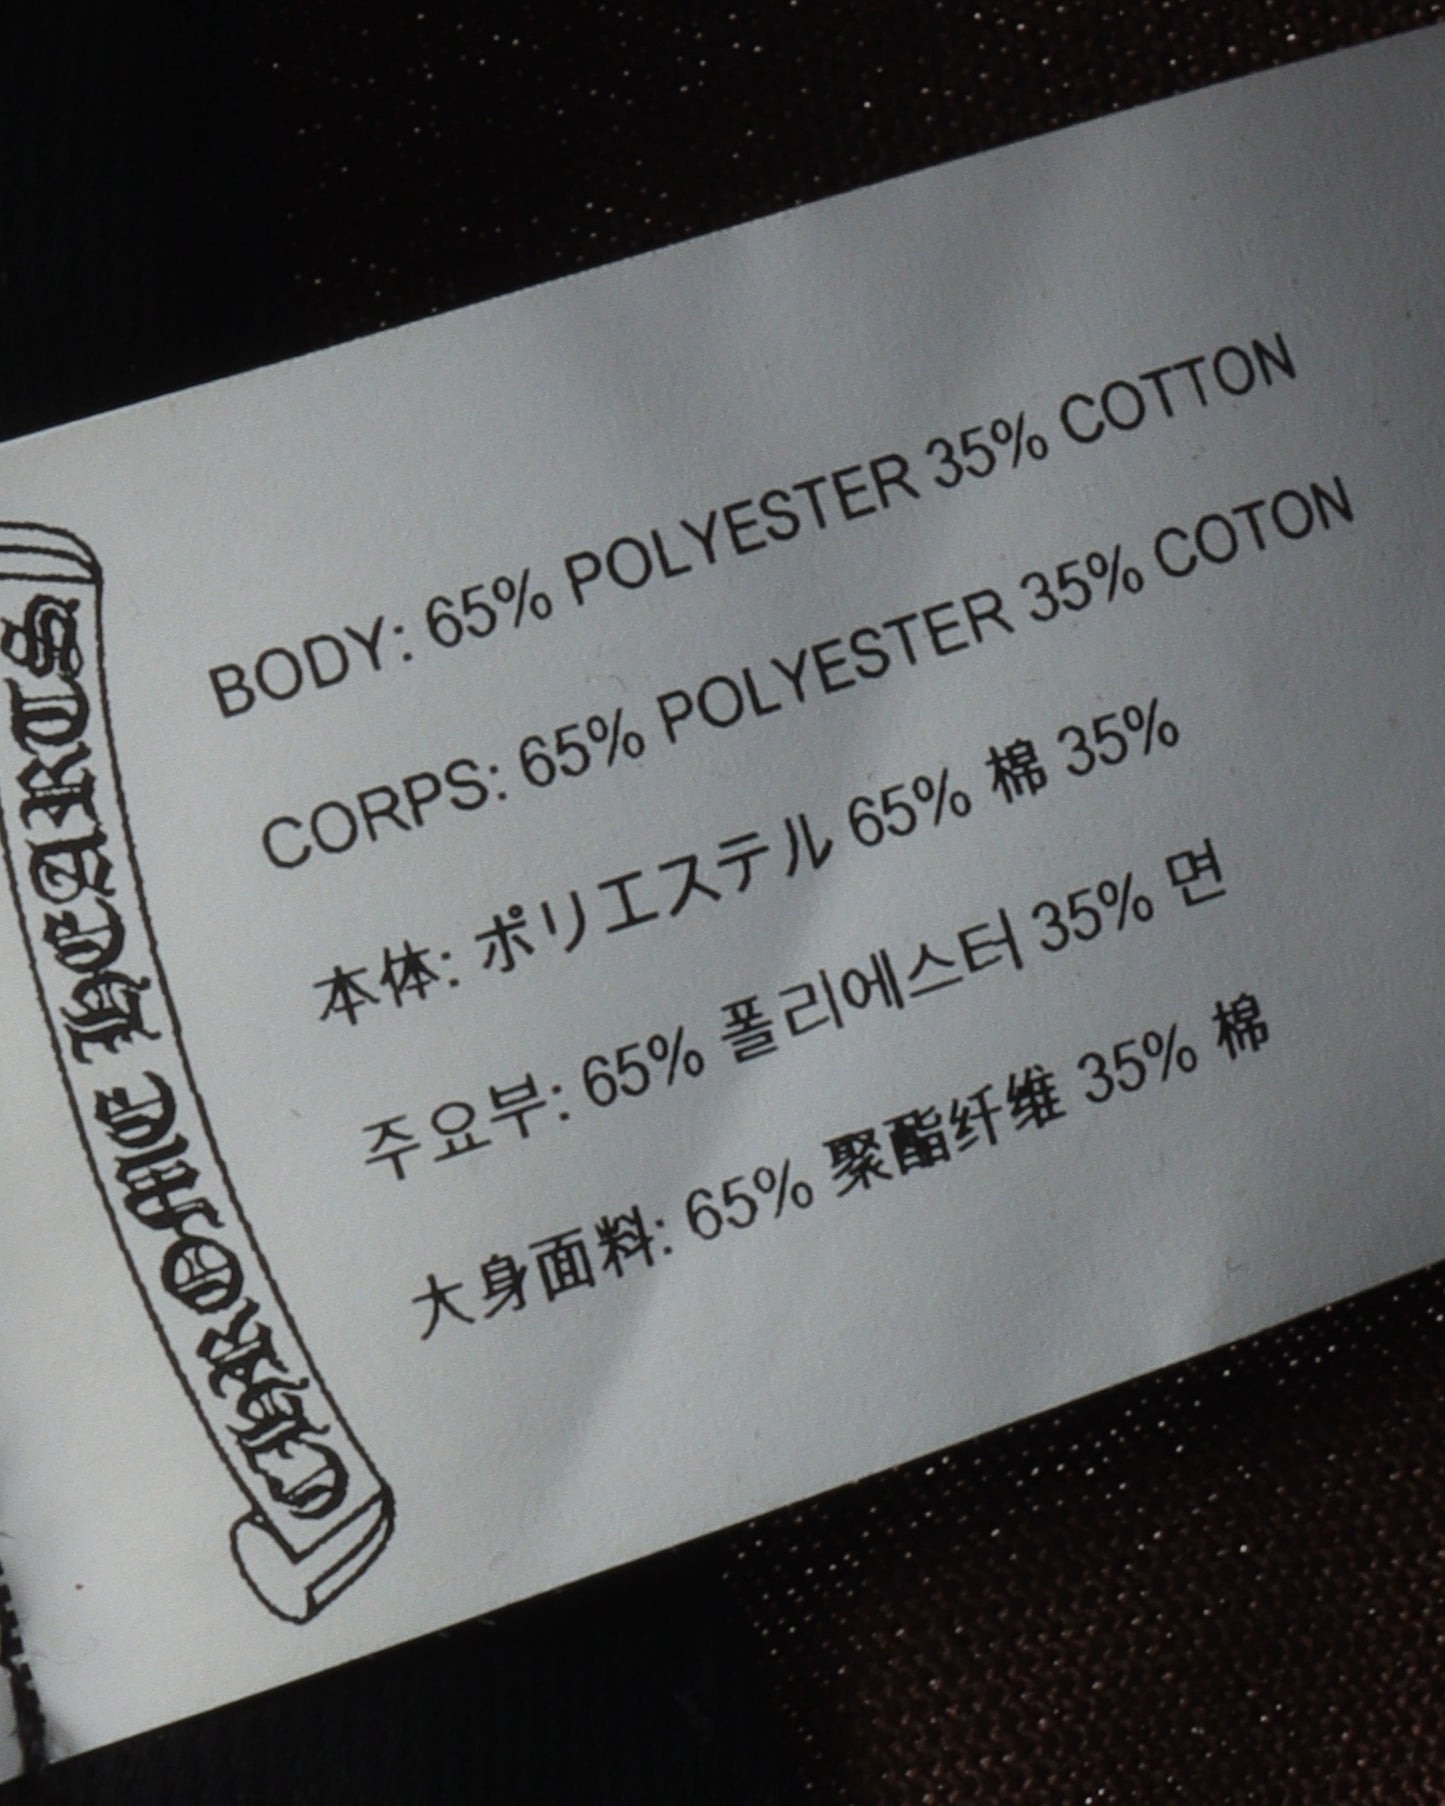 CHROME HEARTS
BODY: 65% POLYESTER 35% COTTON
CORPS: 65% POLYESTER 35% COTON
本体: ポリエステル 65% 棉 35%
주요부: 65% 폴리에스터 35% 면
大身面料: 65% 聚酯纤维 35% 棉